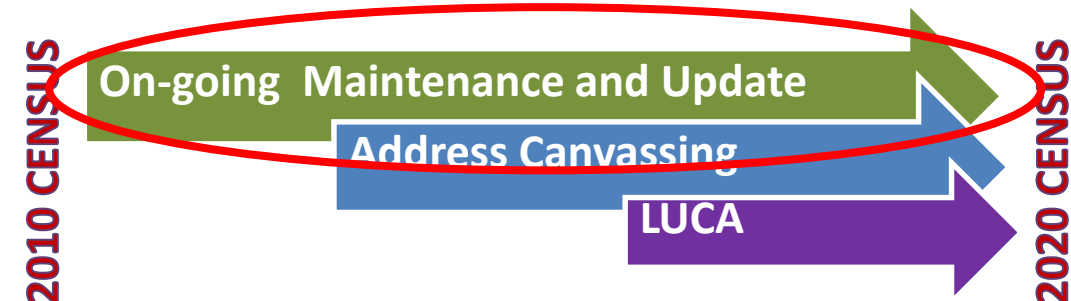 2010 CENSUS
On-going Maintenance and Update
Address Canvassing
LUCA
2020 CENSUS